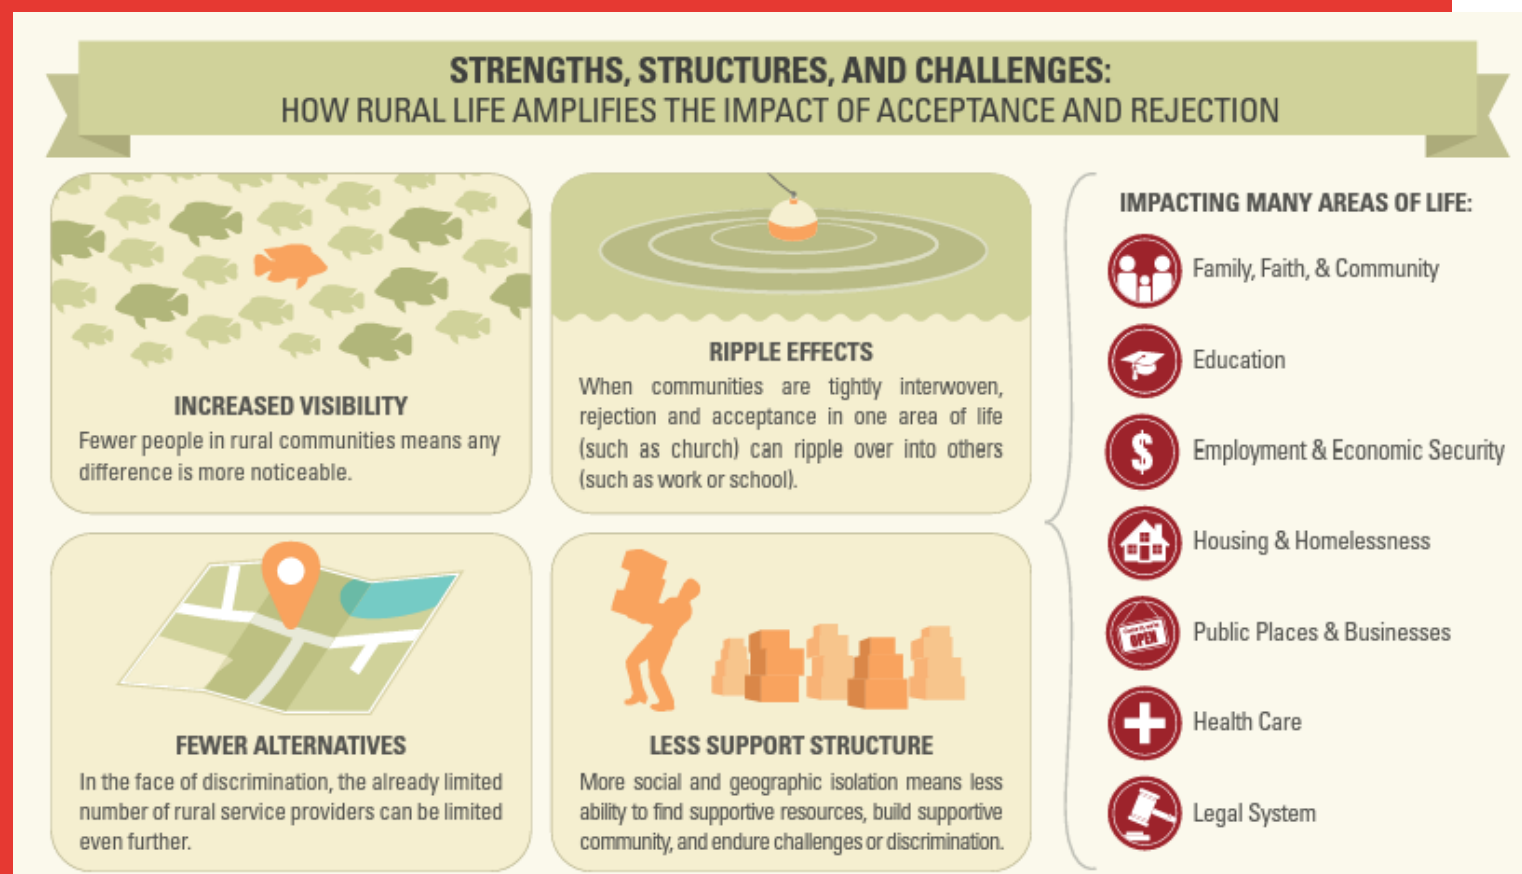 STRENGTHS, STRUCTURES, AND CHALLENGES:
HOW RURAL LIFE AMPLIFIES THE IMPACT OF ACCEPTANCE AND REJECTION
INCREASED VISIBILITY
Fewer people in rural communities means any
difference is more noticeable.
RIPPLE EFFECTS
When communities are tightly interwoven,
rejection and acceptance in one area of life
(such as church) can ripple over into others
(such as work or school).
FEWER ALTERNATIVES
In the face of discrimination, the already limited
number of rural service providers can be limited
even further.
LESS SUPPORT STRUCTURE
More social and geographic isolation means less
ability to find supportive resources, build supportive
community, and endure challenges or discrimination.
IMPACTING MANY AREAS OF LIFE:
Family, Faith, & Community
Education
$
Employment & Economic Security
Housing & Homelessness
OPEN
Public Places & Businesses
Health Care
Legal System